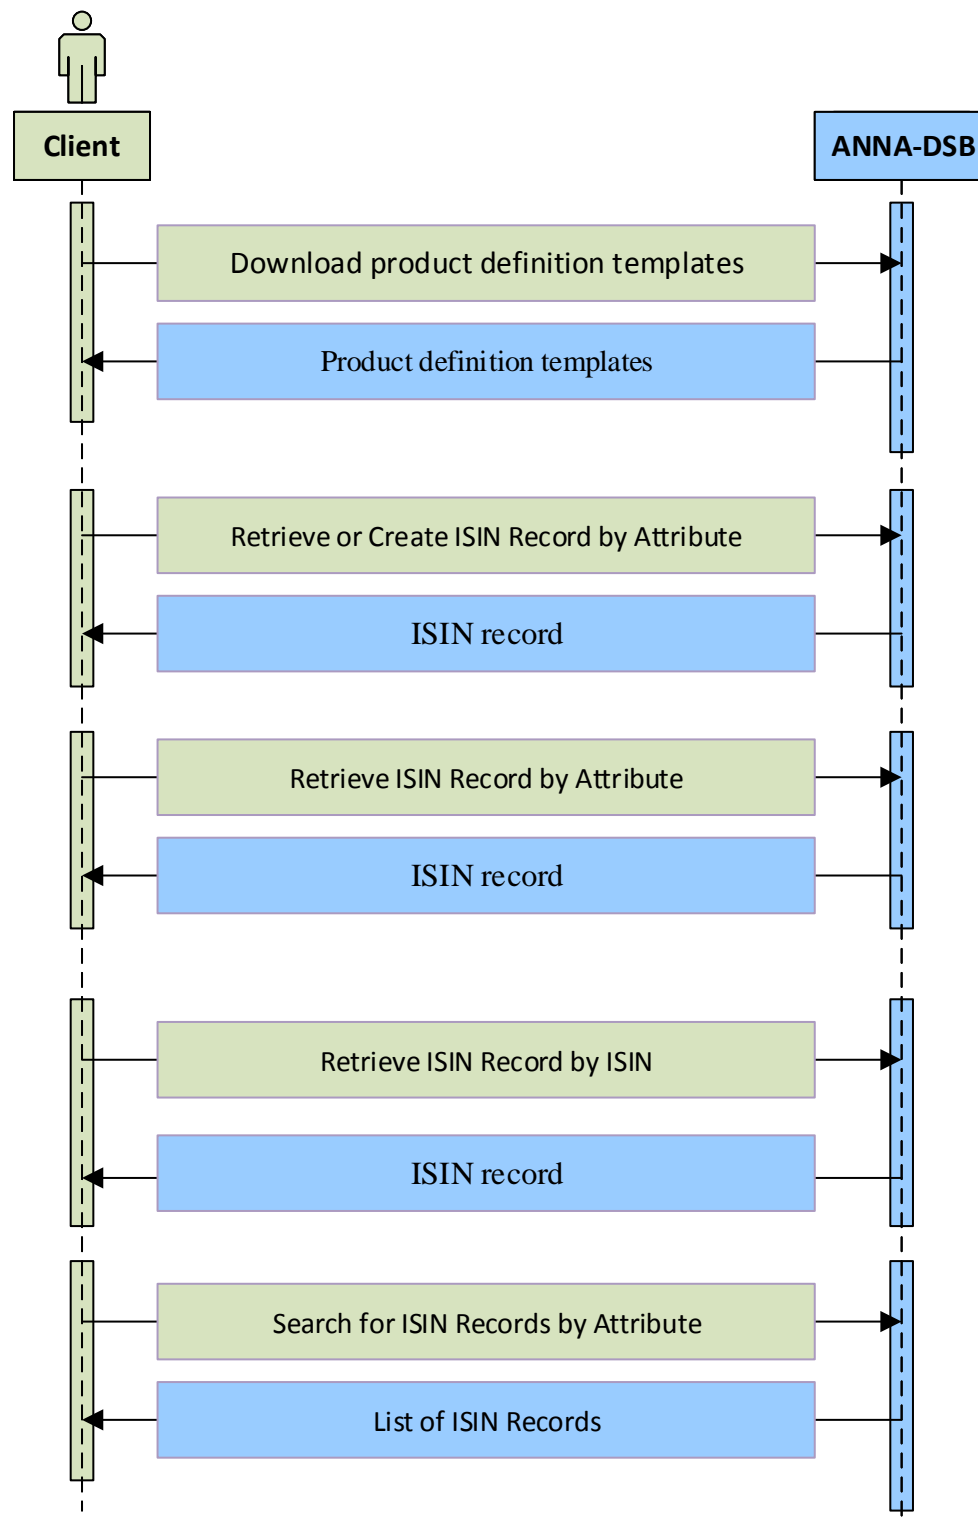 Client
ANNA-DSB
Download product definition templates
Product definition templates
Retrieve or Create ISIN Record by Attribute
ISIN record
Retrieve ISIN Record by Attribute
ISIN record
Retrieve ISIN Record by ISIN
ISIN record
Search for ISIN Records by Attribute
List of ISIN Records